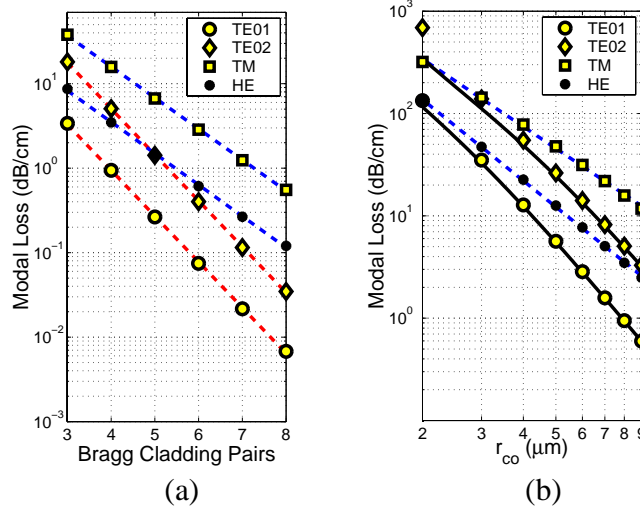 TE01
TE02
TM
HE
Modal Loss (dB/cm)
10^1
10^0
10^−1
10^−2
10^−3
3 4 5 6 7 8
Bragg Cladding Pairs
(a)
TE01
TE02
TM
HE
Modal Loss (dB/cm)
10^3
10^2
10^1
10^0
2 3 4 5 6 7 8 9
r_co (μm)
(b)